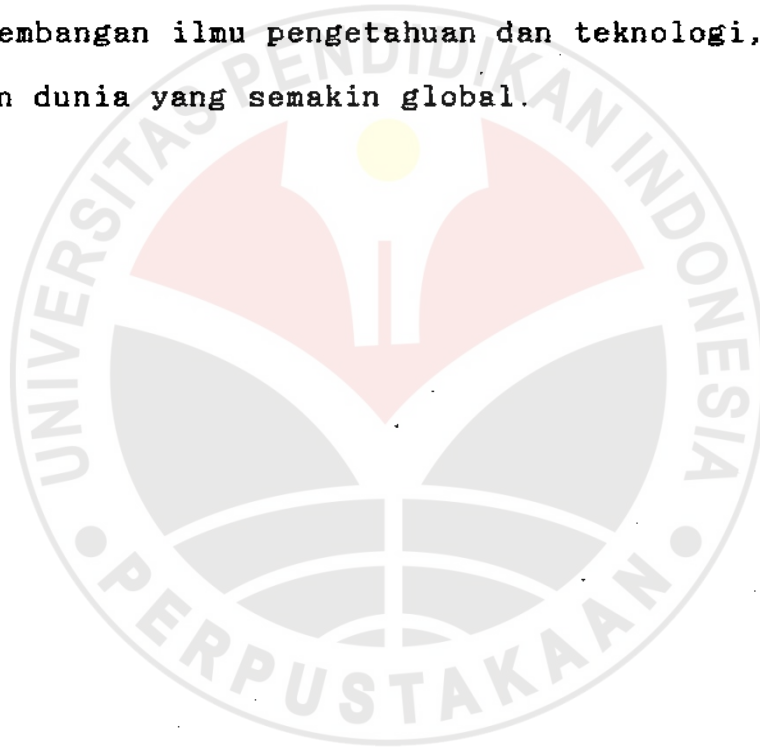 embangan ilmu pengetahuan dan teknologi,
n dunia yang semakin global.
UNIVERSITAS PENDIDIKAN INDONESIA
PERPUSTAKAAN